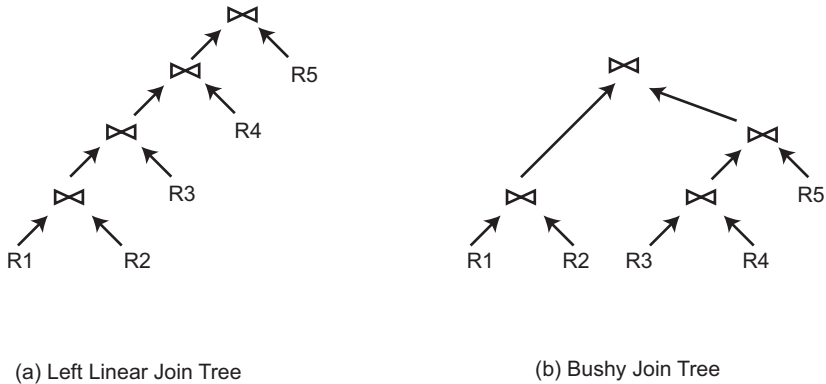 R5
R4
R3
R5
R1 R2
R1 R2 R3 R4
(a) Left Linear Join Tree
(b) Bushy Join Tree